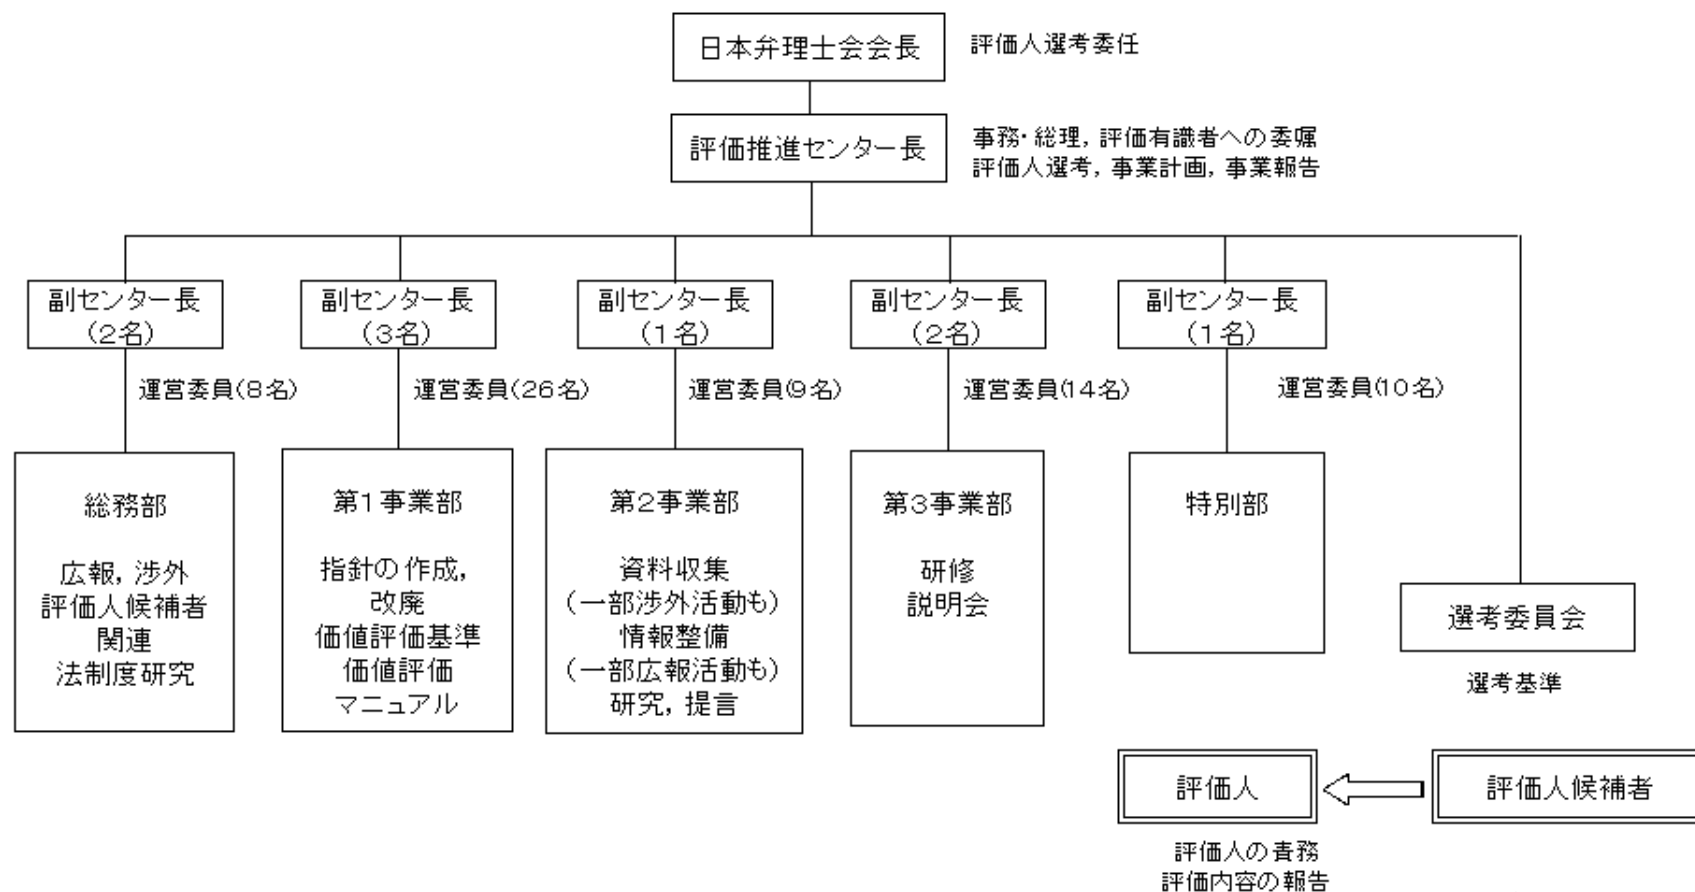 日本弁理士会会長
評価人選考委任
評価推進センター長
事務・総理, 評価有識者への委嘱
評価人選考, 事業計画, 事業報告
副センター長
(2名)
副センター長
(3名)
副センター長
(1名)
副センター長
(2名)
副センター長
(1名)
運営委員(8名)
運営委員(26名)
運営委員(9名)
運営委員(14名)
運営委員(10名)
総務部
広報, 渉外
評価人候補者
関連
法制度研究
第1事業部
指針の作成,
改廃
価値評価基準
価値評価
マニュアル
第2事業部
資料収集
(一部渉外活動も)
情報整備
(一部広報活動も)
研究, 提言
第3事業部
研修
説明会
特別部
選考委員会
選考基準
評価人
評価人候補者
評価人の責務
評価内容の報告